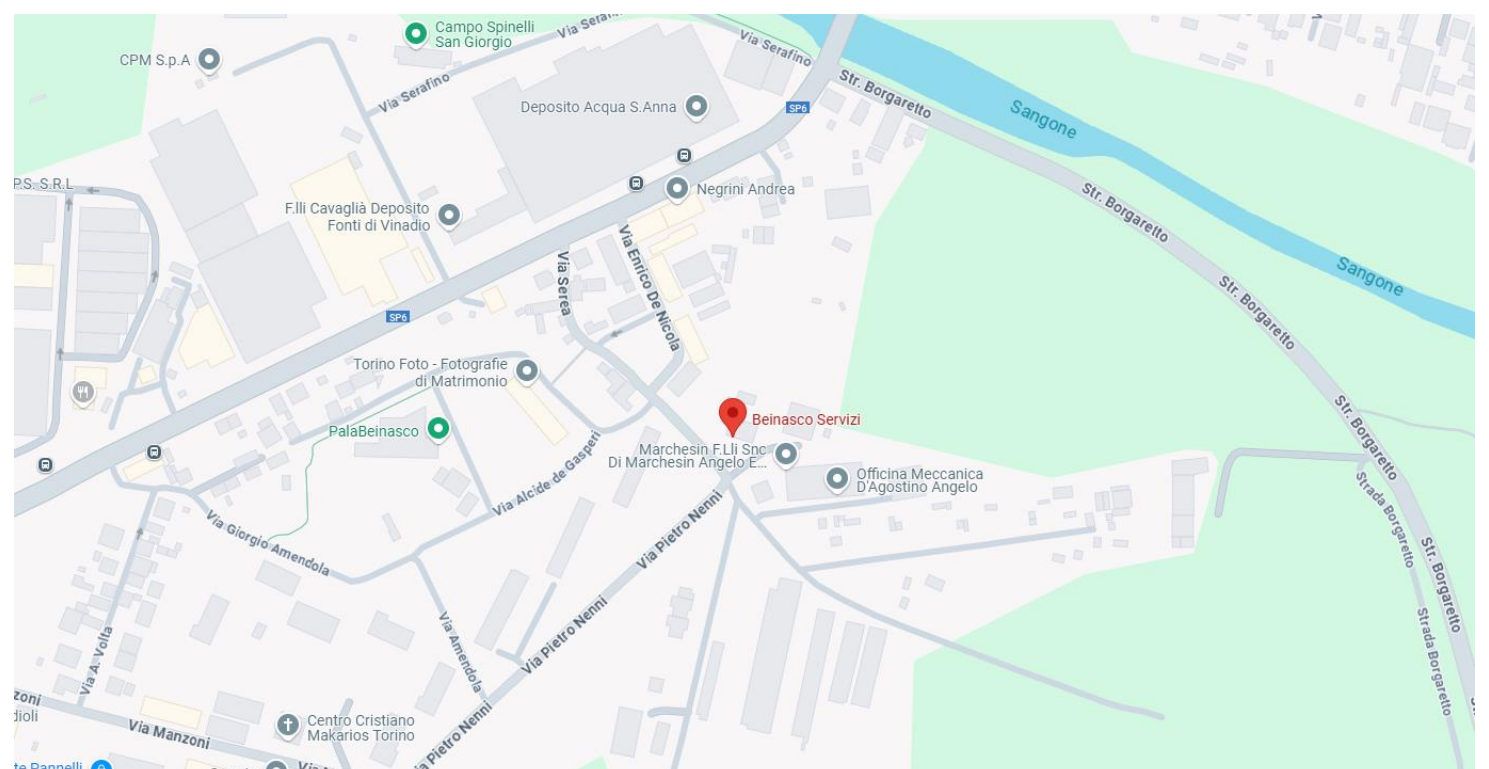 Campo Spinelli
San Giorgio
Via Serafino
CPM S.p.A
Via Serafino
Via Serafino
Str. Borgaretto
Deposito Acqua S.Anna
SP6
Sangone
P.S. S.R.L
Negrini Andrea
Str. Borgaretto
F.lli Cavaglià Deposito
Fonti di Vinadio
Via Serea
Via Enrico De Nicola
Sangone
Str. Borgaretto
SP6
Torino Foto - Fotografie
di Matrimonio
PalaBeinasco
Beinasco Servizi
Str. Borgaretto
Marchesin F.Lli Snc
Di Marchesin Angelo E...
Officina Meccanica
D'Agostino Angelo
Via Alcide de Gasperi
Via Pietro Nenni
Strada Borgaretto
Via Giorgio Amendola
Str. Borgaretto
Via Pietro Nenni
Via Amendola
Via A. Volta
Strada Borgaretto
zoni
dioli
Via Manzoni
Centro Cristiano
Makarios Torino
Via Pietro Nenni
te Pannelli